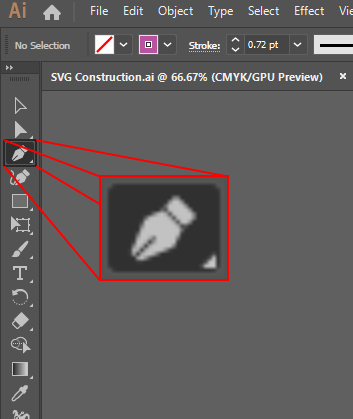 Ai File Edit Object Type Select Effect Vi
No Selection Stroke: 0.72 pt
SVG Construction.ai @ 66.67% (CMYK/GPU Preview)
T